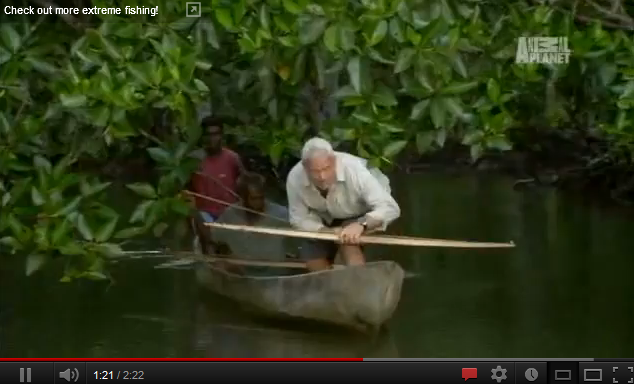 Check out more extreme fishing!
ANIMAL
PLANET
1:21 / 2:22